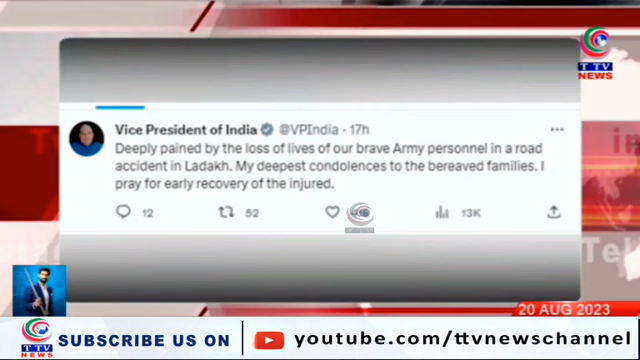 T TV
NEWS
Vice President of India @VPIndia · 17h
Deeply pained by the loss of lives of our brave Army personnel in a road
accident in Ladakh. My deepest condolences to the bereaved families. I
pray for early recovery of the injured.
12 52 13K
20 AUG 2023
T TV
NEWS
SUBSCRIBE US ON
youtube.com/ttvnewschannel